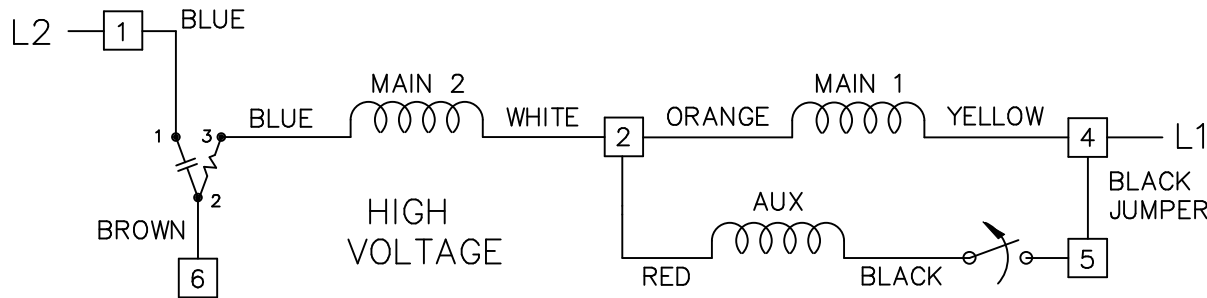 L2
1
BLUE
1
3
2
BROWN
6
BLUE
MAIN 2
WHITE
HIGH
VOLTAGE
2
ORANGE
MAIN 1
YELLOW
4
L1
BLACK
JUMPER
AUX
RED
BLACK
5